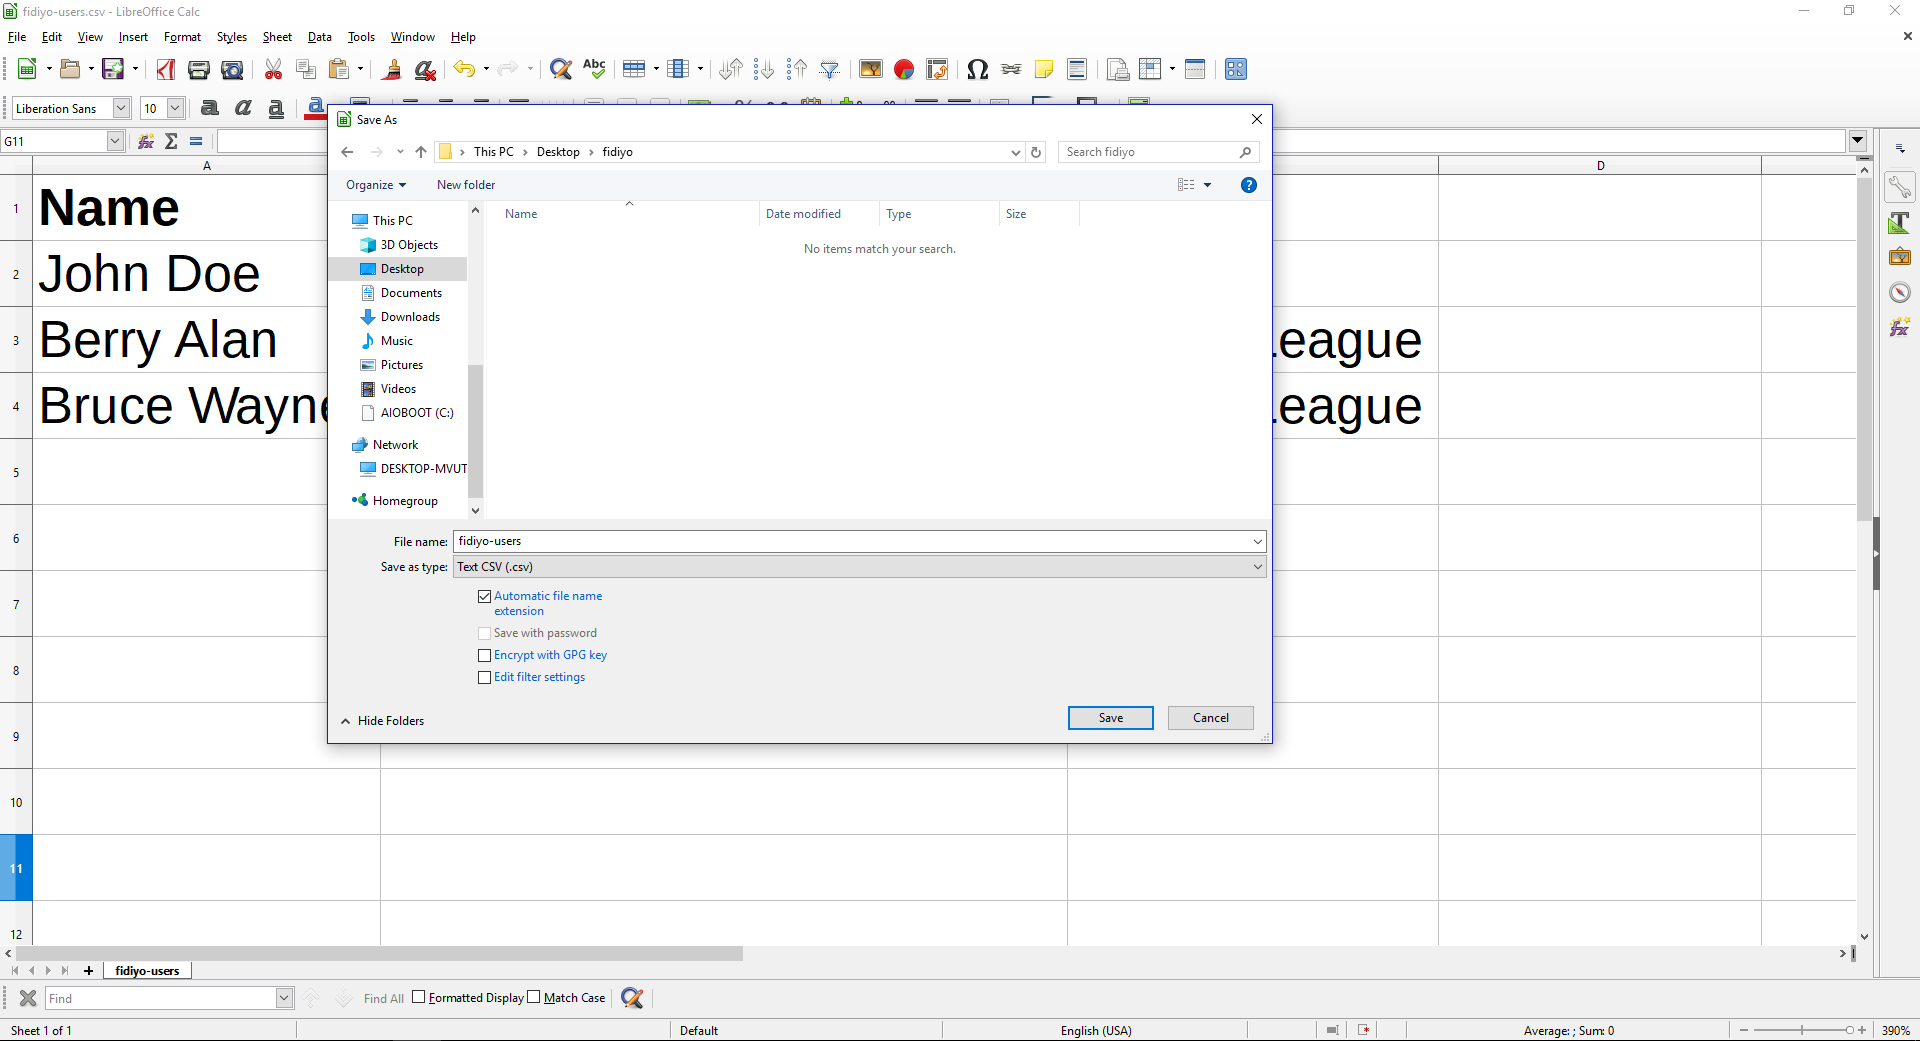 fidiyo-users.csv - LibreOffice Calc
File Edit View Insert Format Styles Sheet Data Tools Window Help
Abc
Liberation Sans 10
G11
A D
1 Name
2 John Doe
3 Berry Alan League
4 Bruce Wayne League
5
6
7
8
9
10
11
12
Save As
This PC > Desktop > fidiyo
Search fidiyo
Organize New folder
This PC
3D Objects
Desktop
Documents
Downloads
Music
Pictures
Videos
AIOBOOT (C:)
Network
DESKTOP-MVUT
Homegroup
Name Date modified Type Size
No items match your search.
File name: fidiyo-users
Save as type: Text CSV (.csv)
Automatic file name
extension
Save with password
Encrypt with GPG key
Edit filter settings
Hide Folders Save Cancel
fidiyo-users
Find Find All Formatted Display Match Case
Sheet 1 of 1 Default English (USA) Average: ; Sum: 0 390%